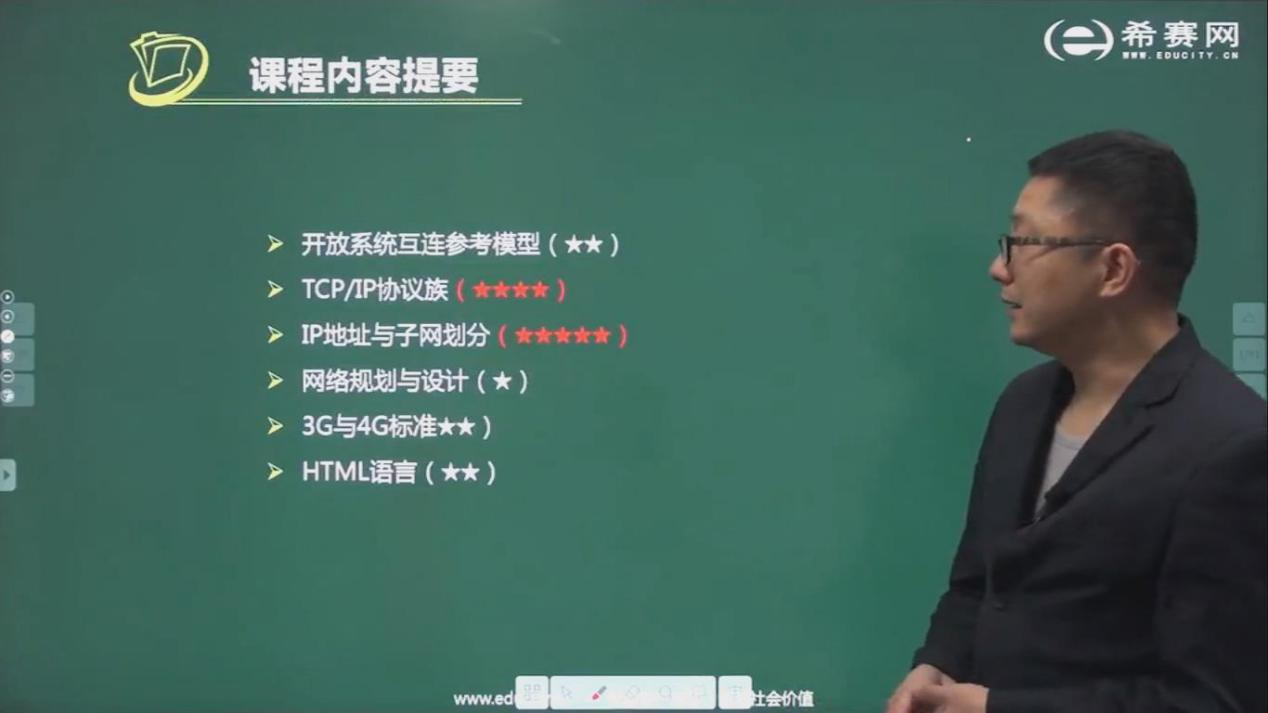 希赛网
WWW.EDUCITY.CN
课程内容提要
➢ 开放系统互连参考模型（★★）
➢ TCP/IP协议族（★★★★）
➢ IP地址与子网划分（★★★★★）
➢ 网络规划与设计（★）
➢ 3G与4G标准★★）
➢ HTML语言（★★）
www.ed 社会价值